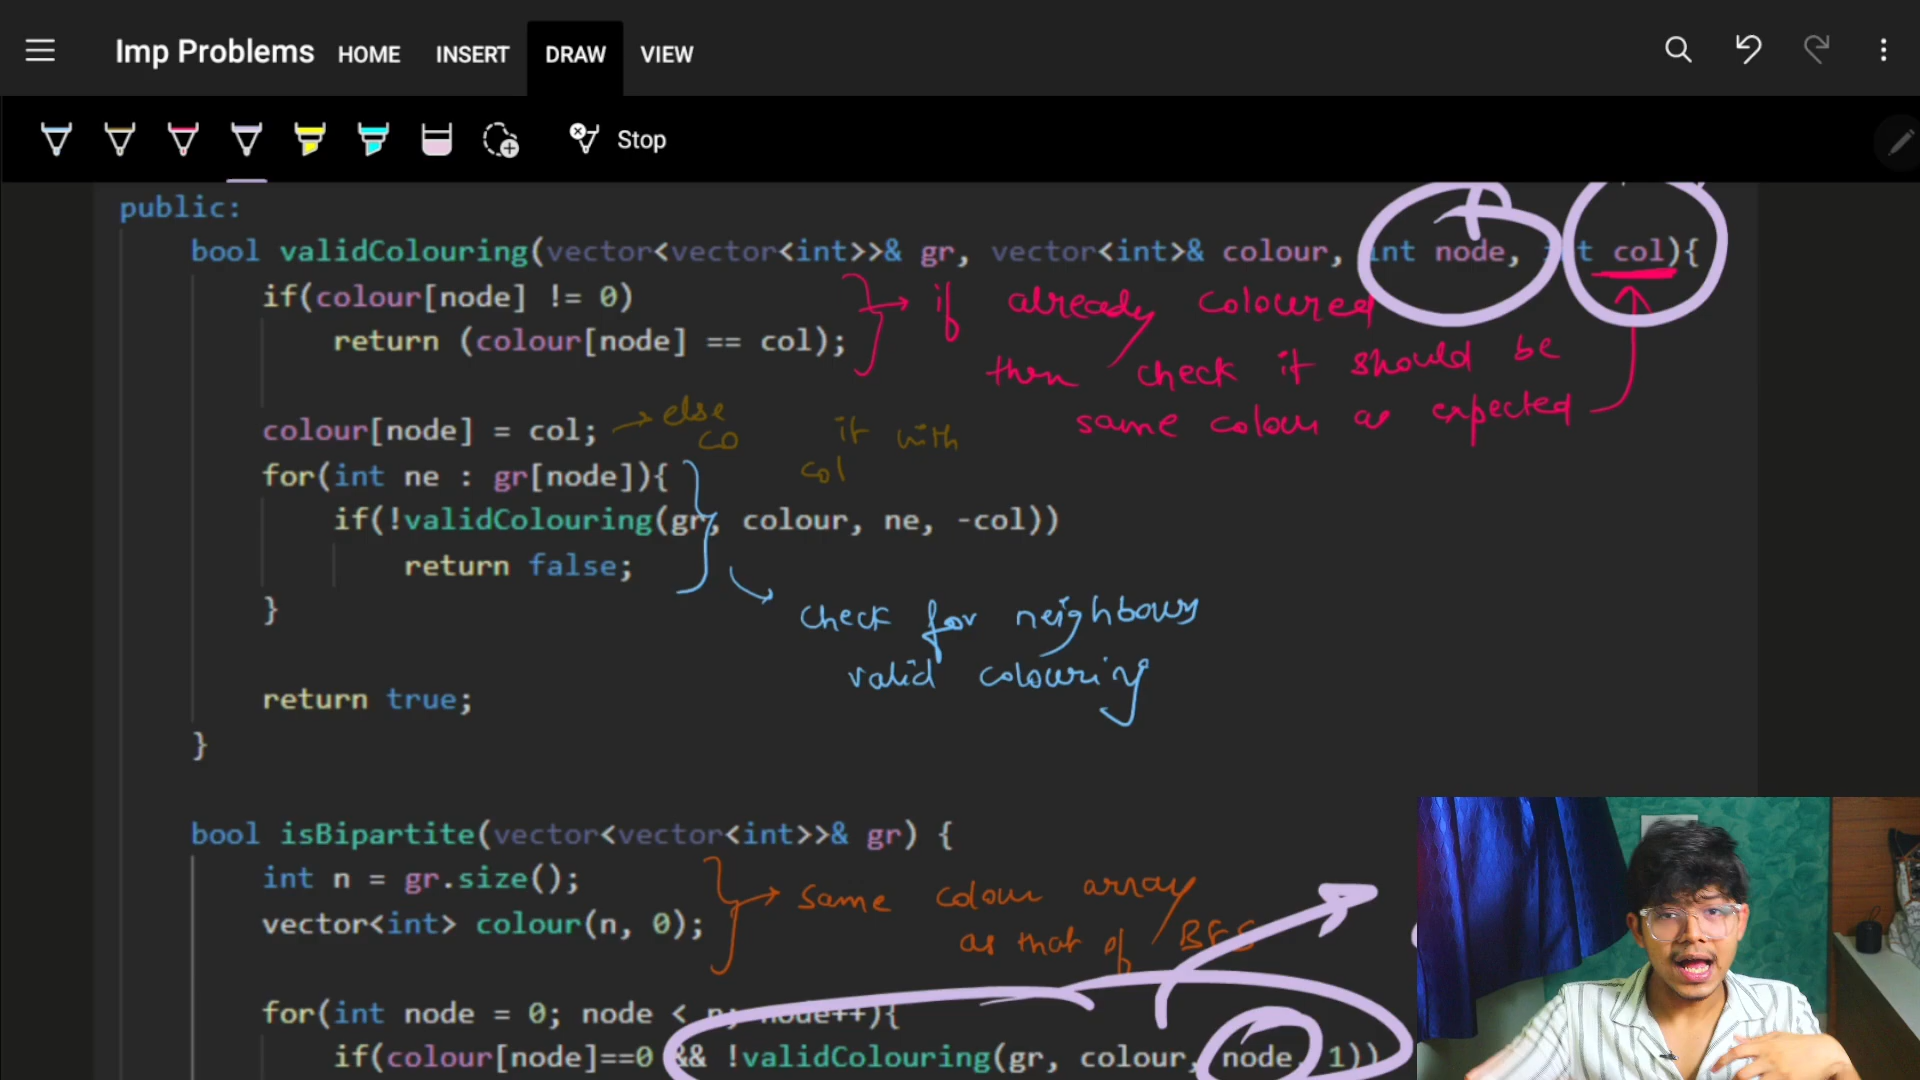 Imp Problems HOME INSERT DRAW VIEW
Stop
public:
bool validColouring(vector<vector<int>>& gr, vector<int>& colour, int node, t col){
if(colour[node] != 0)
return (colour[node] == col);
if already coloured
then check it should be
same colour as expected
colour[node] = col;
else
co it with
col
for(int ne : gr[node]){
if(!validColouring(gr, colour, ne, -col))
return false;
}
check for neighbours
valid colouring
return true;
}
bool isBipartite(vector<vector<int>>& gr) {
int n = gr.size();
vector<int> colour(n, 0);
same colour array
as that of BFS
for(int node = 0; node < n; node++){
if(colour[node]==0 && !validColouring(gr, colour, node, 1))